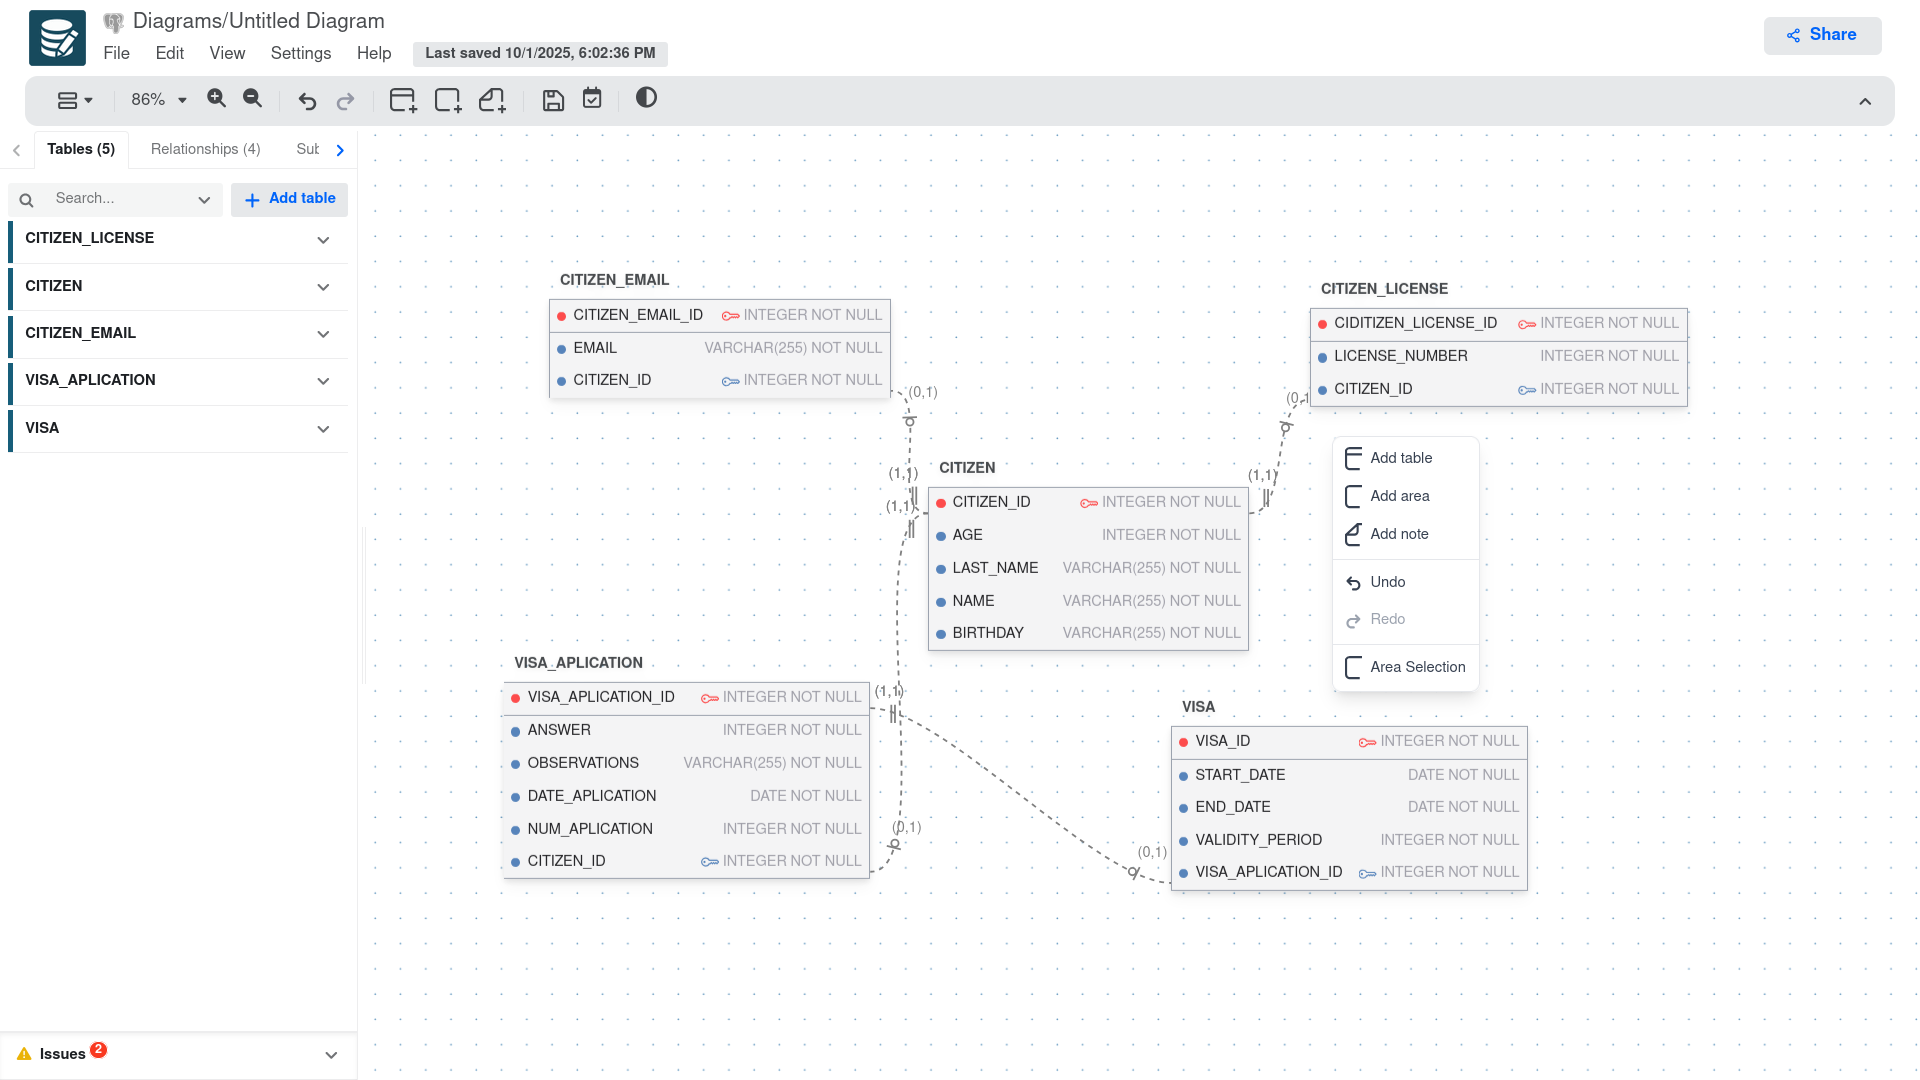 Diagrams/Untitled Diagram
File Edit View Settings Help Last saved 10/1/2025, 6:02:36 PM
Share
86%
Tables (5) Relationships (4) Sub
Search... Add table
CITIZEN_LICENSE
CITIZEN
CITIZEN_EMAIL
VISA_APLICATION
VISA
Issues 2
CITIZEN_EMAIL
CITIZEN_EMAIL_ID INTEGER NOT NULL
EMAIL VARCHAR(255) NOT NULL
CITIZEN_ID INTEGER NOT NULL
(0,1)
CITIZEN_LICENSE
CIDITIZEN_LICENSE_ID INTEGER NOT NULL
LICENSE_NUMBER INTEGER NOT NULL
CITIZEN_ID INTEGER NOT NULL
(0,1
(1,1)
(1,1)
(1,1)
CITIZEN
CITIZEN_ID INTEGER NOT NULL
AGE INTEGER NOT NULL
LAST_NAME VARCHAR(255) NOT NULL
NAME VARCHAR(255) NOT NULL
BIRTHDAY VARCHAR(255) NOT NULL
Add table
Add area
Add note
Undo
Redo
Area Selection
VISA_APLICATION
VISA_APLICATION_ID INTEGER NOT NULL
ANSWER INTEGER NOT NULL
OBSERVATIONS VARCHAR(255) NOT NULL
DATE_APLICATION DATE NOT NULL
NUM_APLICATION INTEGER NOT NULL
CITIZEN_ID INTEGER NOT NULL
(1,1)
(0,1)
(0,1)
VISA
VISA_ID INTEGER NOT NULL
START_DATE DATE NOT NULL
END_DATE DATE NOT NULL
VALIDITY_PERIOD INTEGER NOT NULL
VISA_APLICATION_ID INTEGER NOT NULL